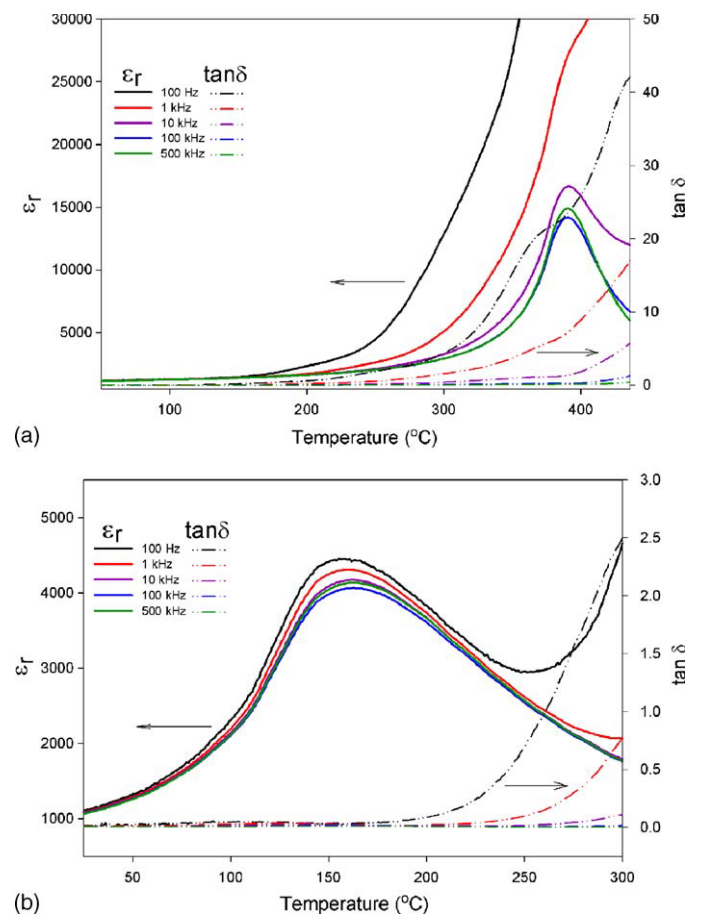 30000
25000
20000
15000
10000
5000
εr
50
40
30
20
10
0
tan δ
εr tanδ
100 Hz
1 kHz
10 kHz
100 kHz
500 kHz
100 200 300 400
Temperature (°C)
(a)
5000
4000
3000
2000
1000
εr
3.0
2.5
2.0
1.5
1.0
0.5
0.0
tan δ
εr tanδ
100 Hz
1 kHz
10 kHz
100 kHz
500 kHz
50 100 150 200 250 300
Temperature (°C)
(b)